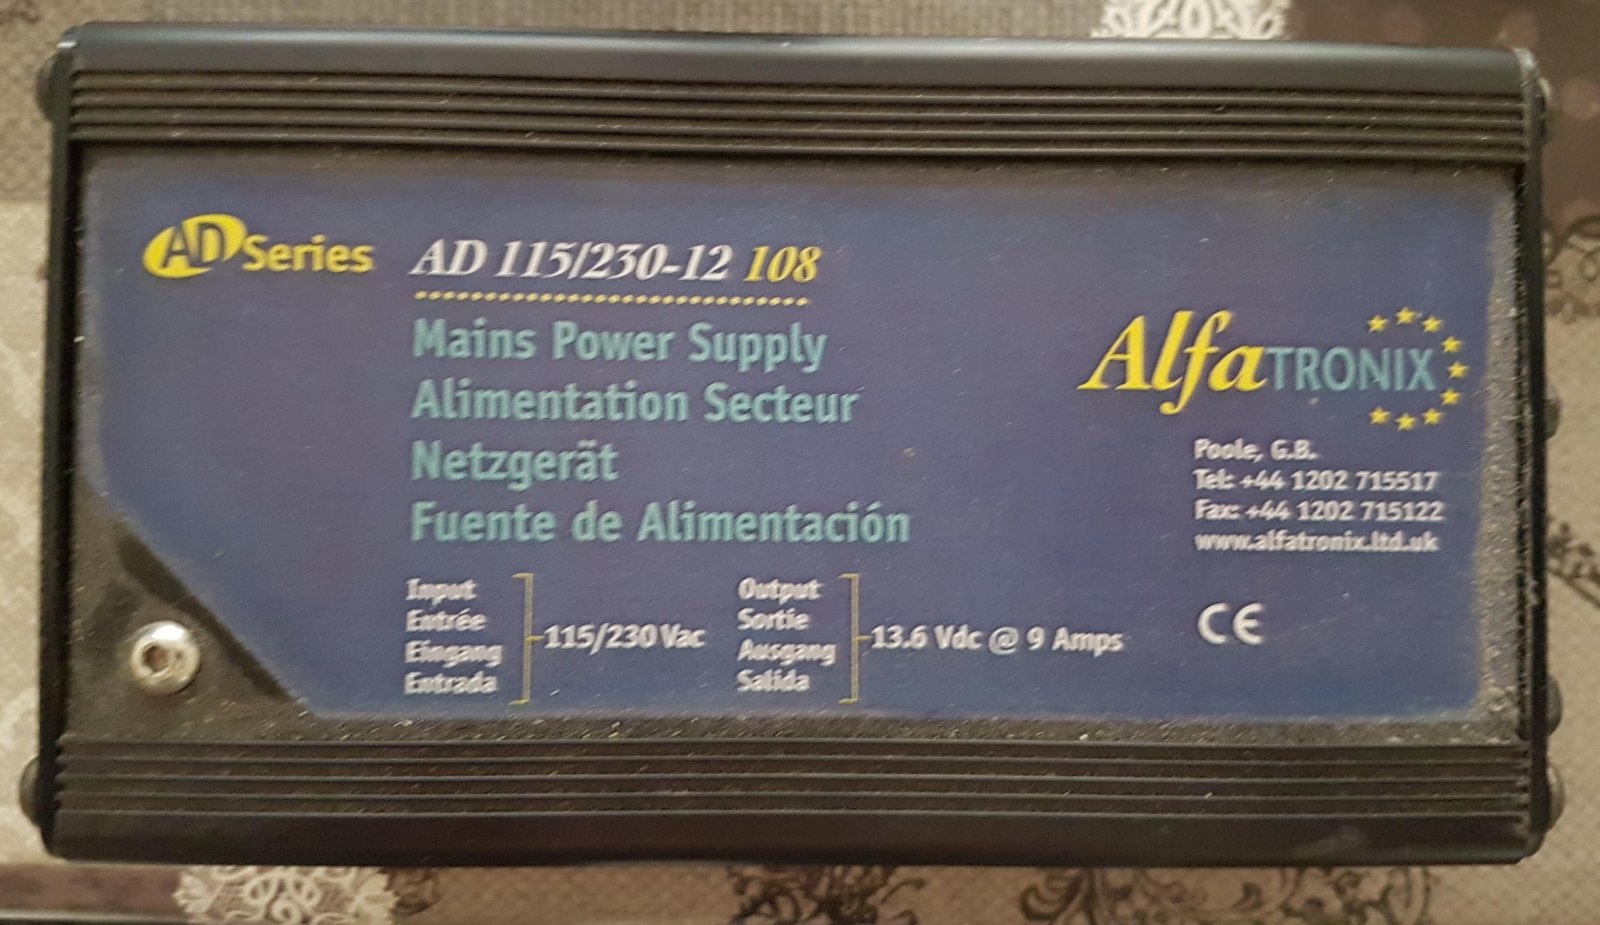 AD Series
AD 115/230-12 108
Mains Power Supply
Alimentation Secteur
Netzgerät
Fuente de Alimentación
Input
Entrée
Eingang
Entrada
115/230 Vac
Output
Sortie
Ausgang
Salida
13.6 Vdc @ 9 Amps
AlfaTRONIX
Poole, G.B.
Tel: +44 1202 715517
Fax: +44 1202 715122
www.alfatronix.ltd.uk
CE